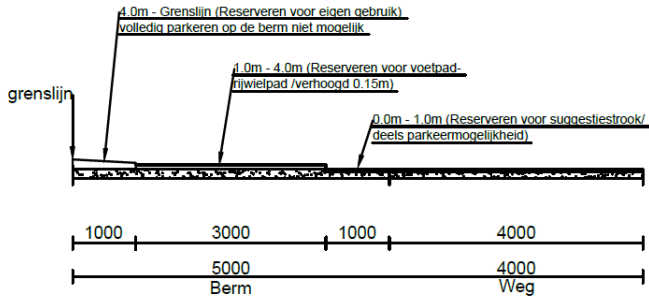 4.0m - Grenslijn (Reserveren voor eigen gebruik)
volledig parkeren op de berm niet mogelijk
1.0m - 4.0m (Reserveren voor voetpad-
rijwielpad /verhoogd 0.15m)
grenslijn
0.0m - 1.0m (Reserveren voor suggestiestrook/
deels parkeermogelijkheid)
1000 3000 1000 4000
5000 4000
Berm Weg